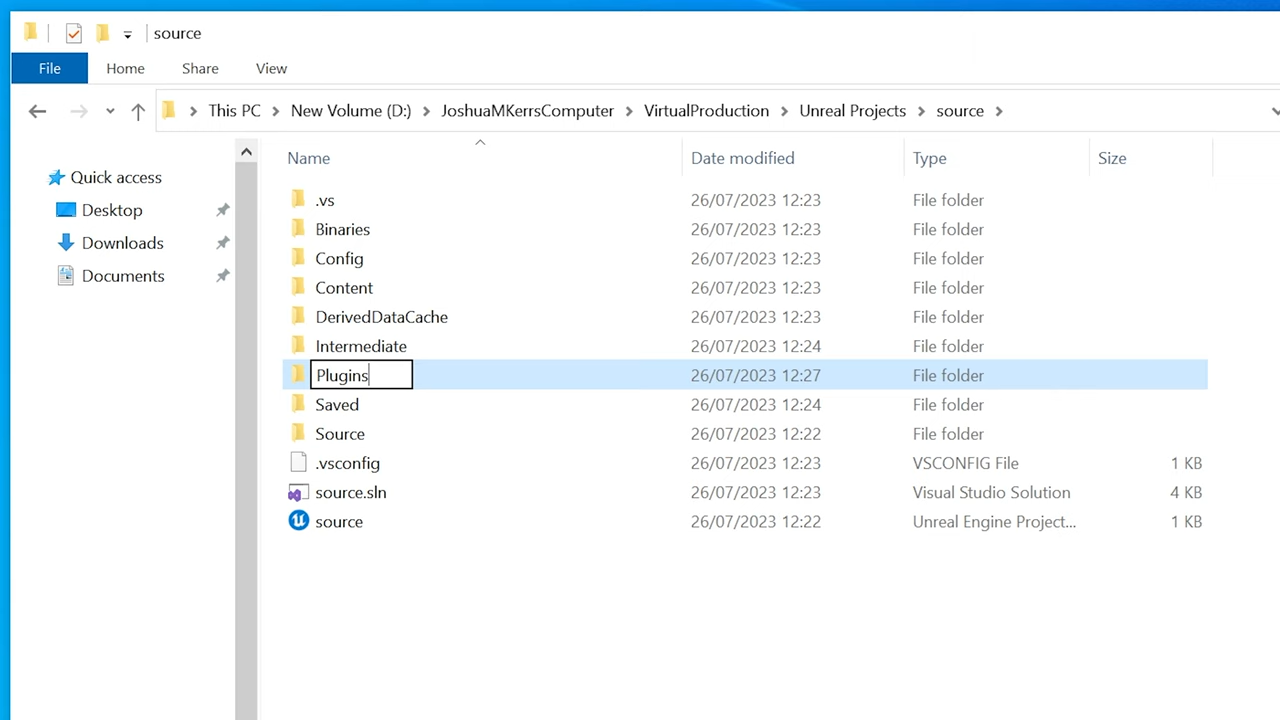 source
File Home Share View
This PC New Volume (D:) JoshuaMKerrsComputer VirtualProduction Unreal Projects source
Name Date modified Type Size
Quick access
Desktop
Downloads
Documents
.vs 26/07/2023 12:23 File folder
Binaries 26/07/2023 12:23 File folder
Config 26/07/2023 12:23 File folder
Content 26/07/2023 12:23 File folder
DerivedDataCache 26/07/2023 12:23 File folder
Intermediate 26/07/2023 12:24 File folder
Plugins 26/07/2023 12:27 File folder
Saved 26/07/2023 12:24 File folder
Source 26/07/2023 12:22 File folder
.vsconfig 26/07/2023 12:23 VSCONFIG File 1 KB
source.sln 26/07/2023 12:23 Visual Studio Solution 4 KB
source 26/07/2023 12:22 Unreal Engine Project... 1 KB